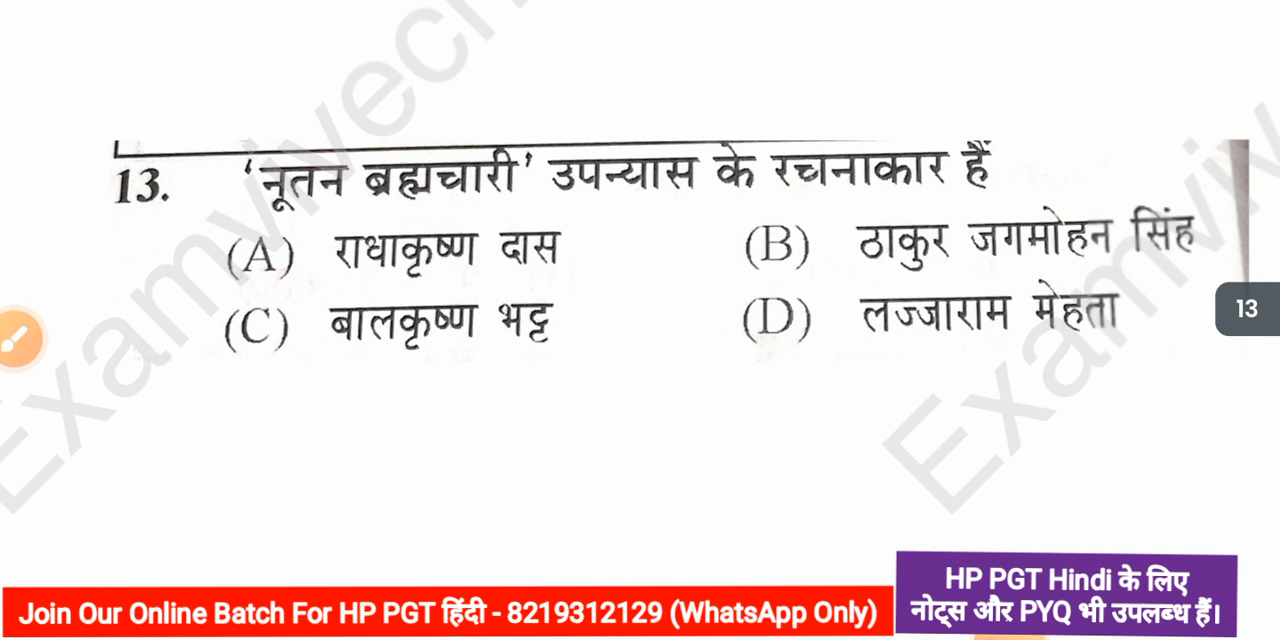 13. 'नूतन ब्रह्मचारी' उपन्यास के रचनाकार हैं
(A) राधाकृष्ण दास (B) ठाकुर जगमोहन सिंह
(C) बालकृष्ण भट्ट (D) लज्जाराम मेहता
13
HP PGT Hindi के लिए
नोट्स और PYQ भी उपलब्ध हैं।
Join Our Online Batch For HP PGT हिंदी - 8219312129 (WhatsApp Only)